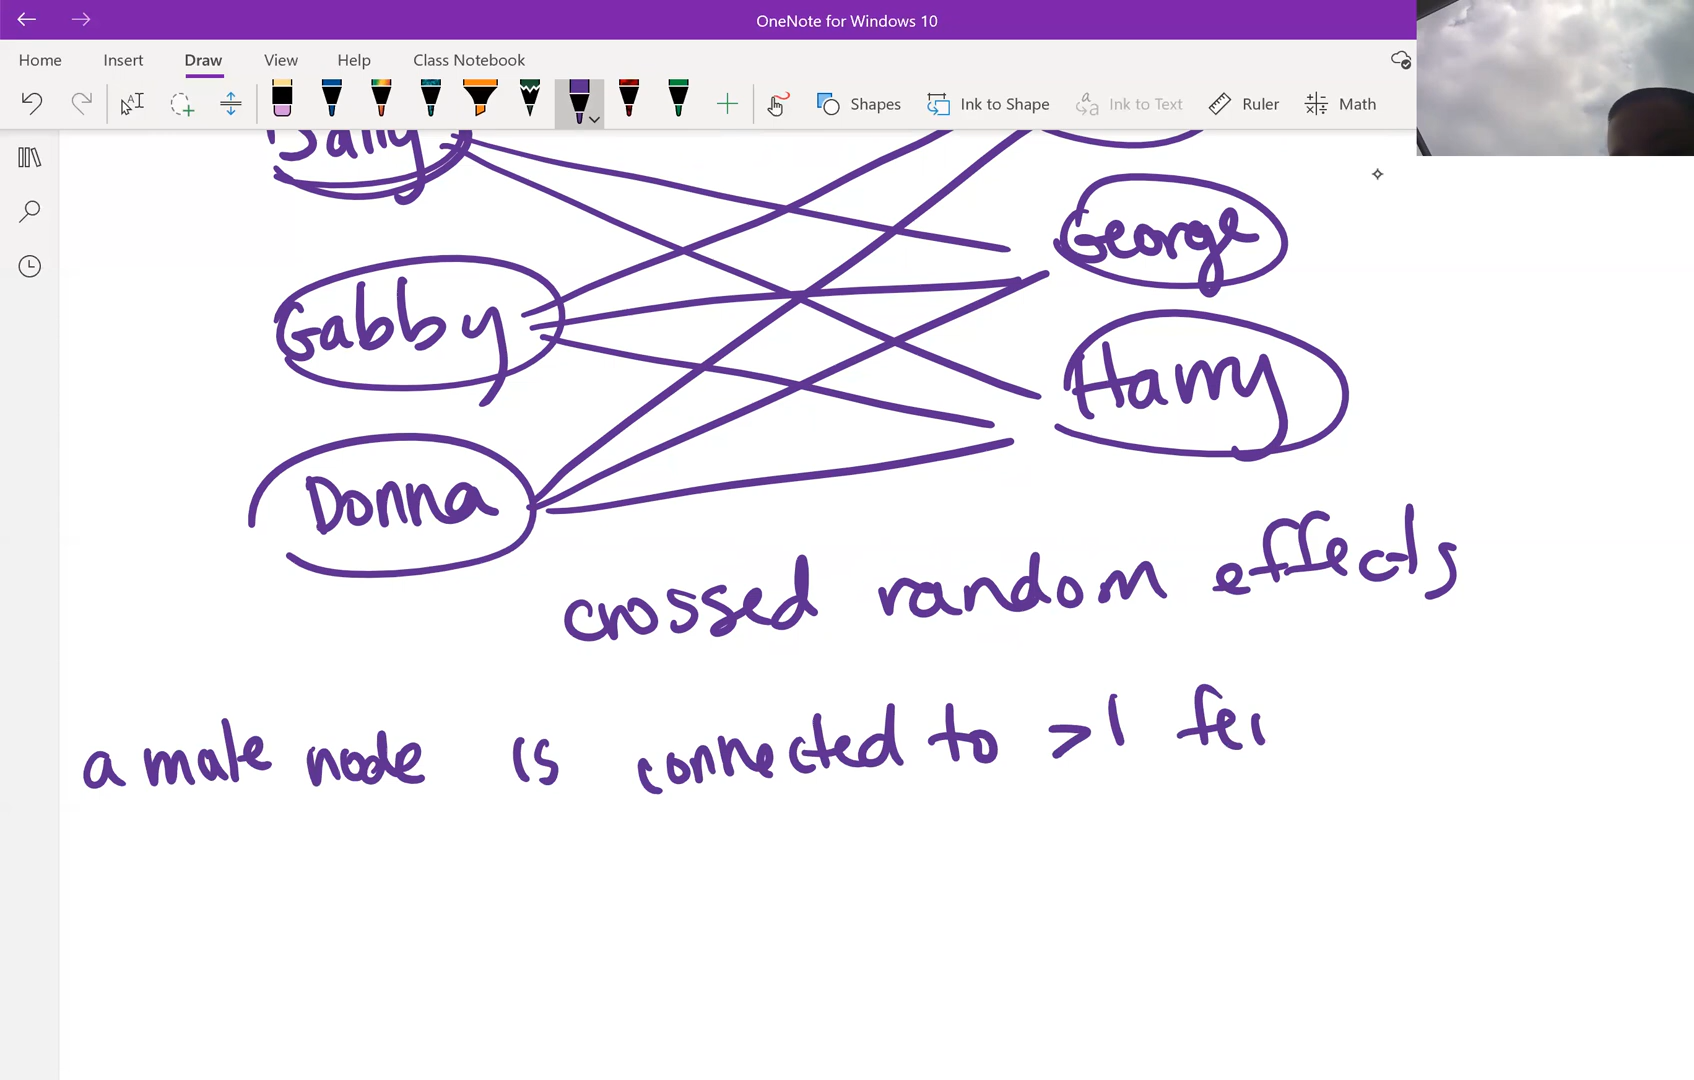 OneNote for Windows 10
Home Insert Draw View Help Class Notebook
Shapes Ink to Shape Ink to Text Ruler Math
George
Gabby
Harry
Donna
crossed random effects
a male node is connected to >1